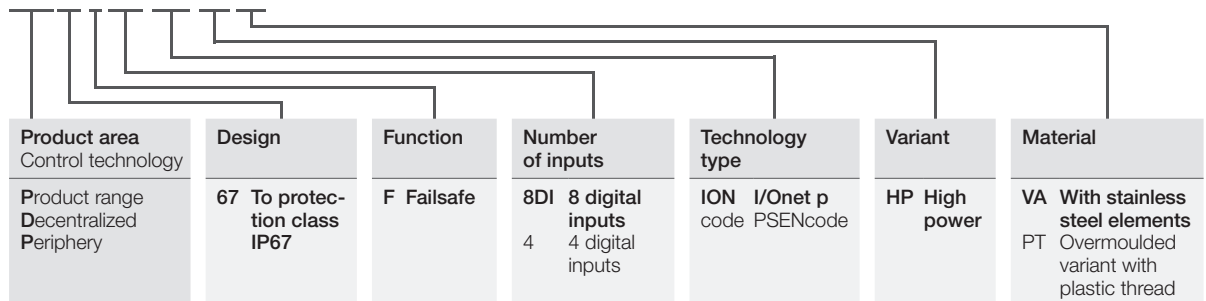 Product area
Control technology
Product range
Decentralized
Periphery
Design
67 To protec-
tion class
IP67
Function
F Failsafe
Number
of inputs
8DI 8 digital
inputs
4 4 digital
inputs
Technology
type
ION I/Onet p
code PSENcode
Variant
HP High
power
Material
VA With stainless
steel elements
PT Overmoulded
variant with
plastic thread